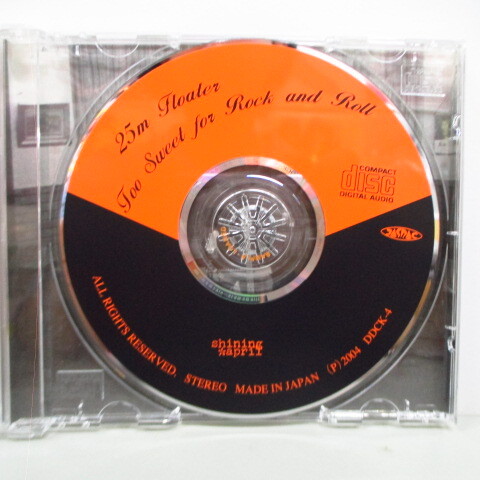 25m Floater
Too Sweet for Rock and Roll
COMPACT
disc
DIGITAL AUDIO
shining
%april
ALL RIGHTS RESERVED. STEREO MADE IN JAPAN (P) 2004 DDCK-4